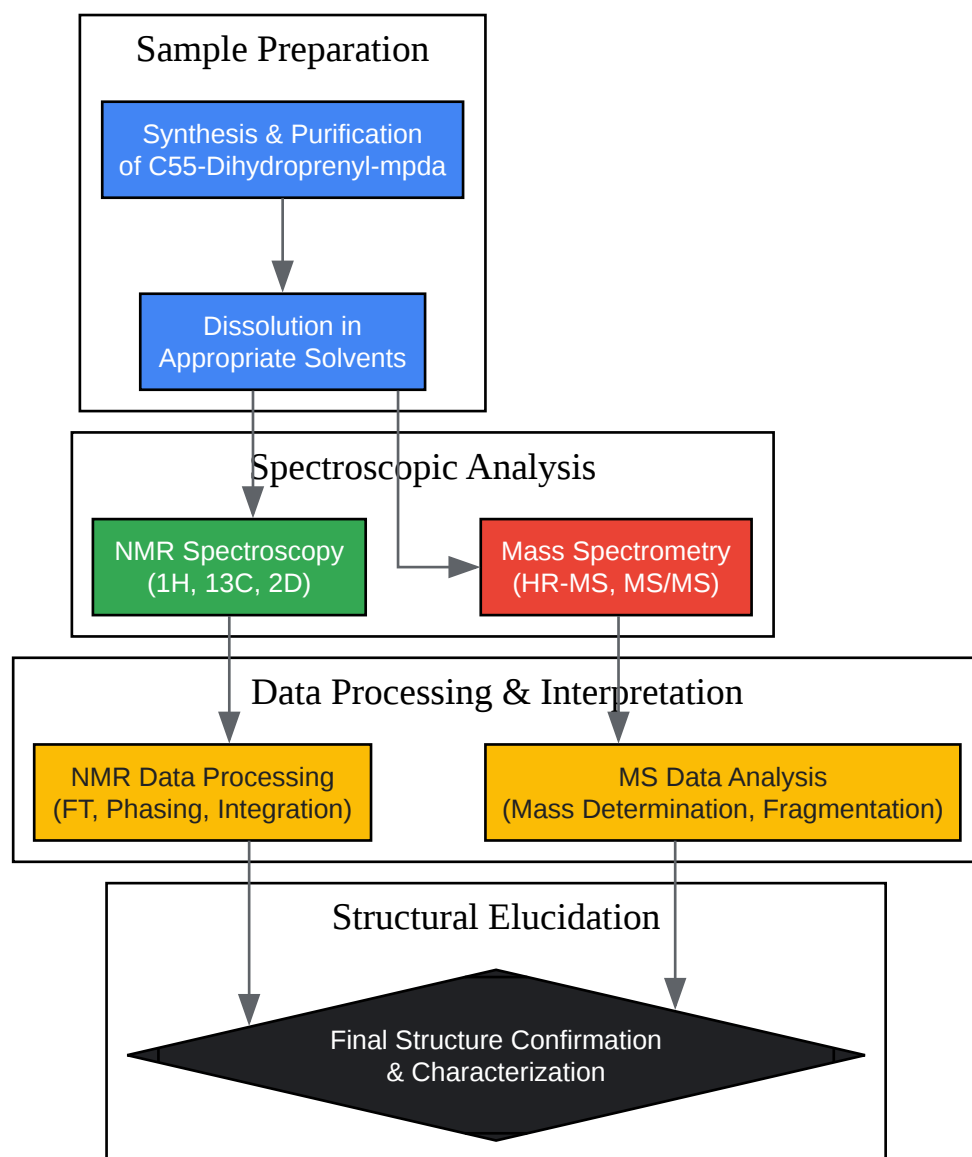 Sample Preparation
Synthesis & Purification
of C55-Dihydroprenyl-mpda
Dissolution in
Appropriate Solvents
Spectroscopic Analysis
NMR Spectroscopy
(1H, 13C, 2D)
Mass Spectrometry
(HR-MS, MS/MS)
Data Processing & Interpretation
NMR Data Processing
(FT, Phasing, Integration)
MS Data Analysis
(Mass Determination, Fragmentation)
Structural Elucidation
Final Structure Confirmation
& Characterization